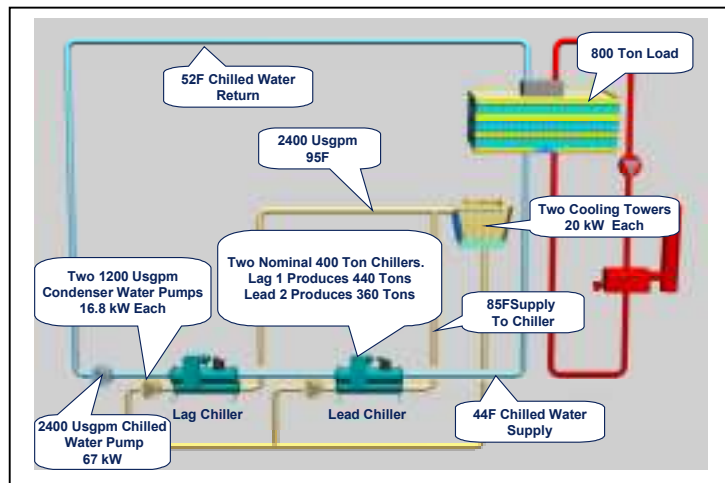 52F Chilled Water
Return
800 Ton Load
2400 Usgpm
95F
Two Cooling Towers
20 kW Each
Two Nominal 400 Ton Chillers.
Lag 1 Produces 440 Tons
Lead 2 Produces 360 Tons
Two 1200 Usgpm
Condenser Water Pumps
16.8 kW Each
85FSupply
To Chiller
Lag Chiller
Lead Chiller
2400 Usgpm Chilled
Water Pump
67 kW
44F Chilled Water
Supply